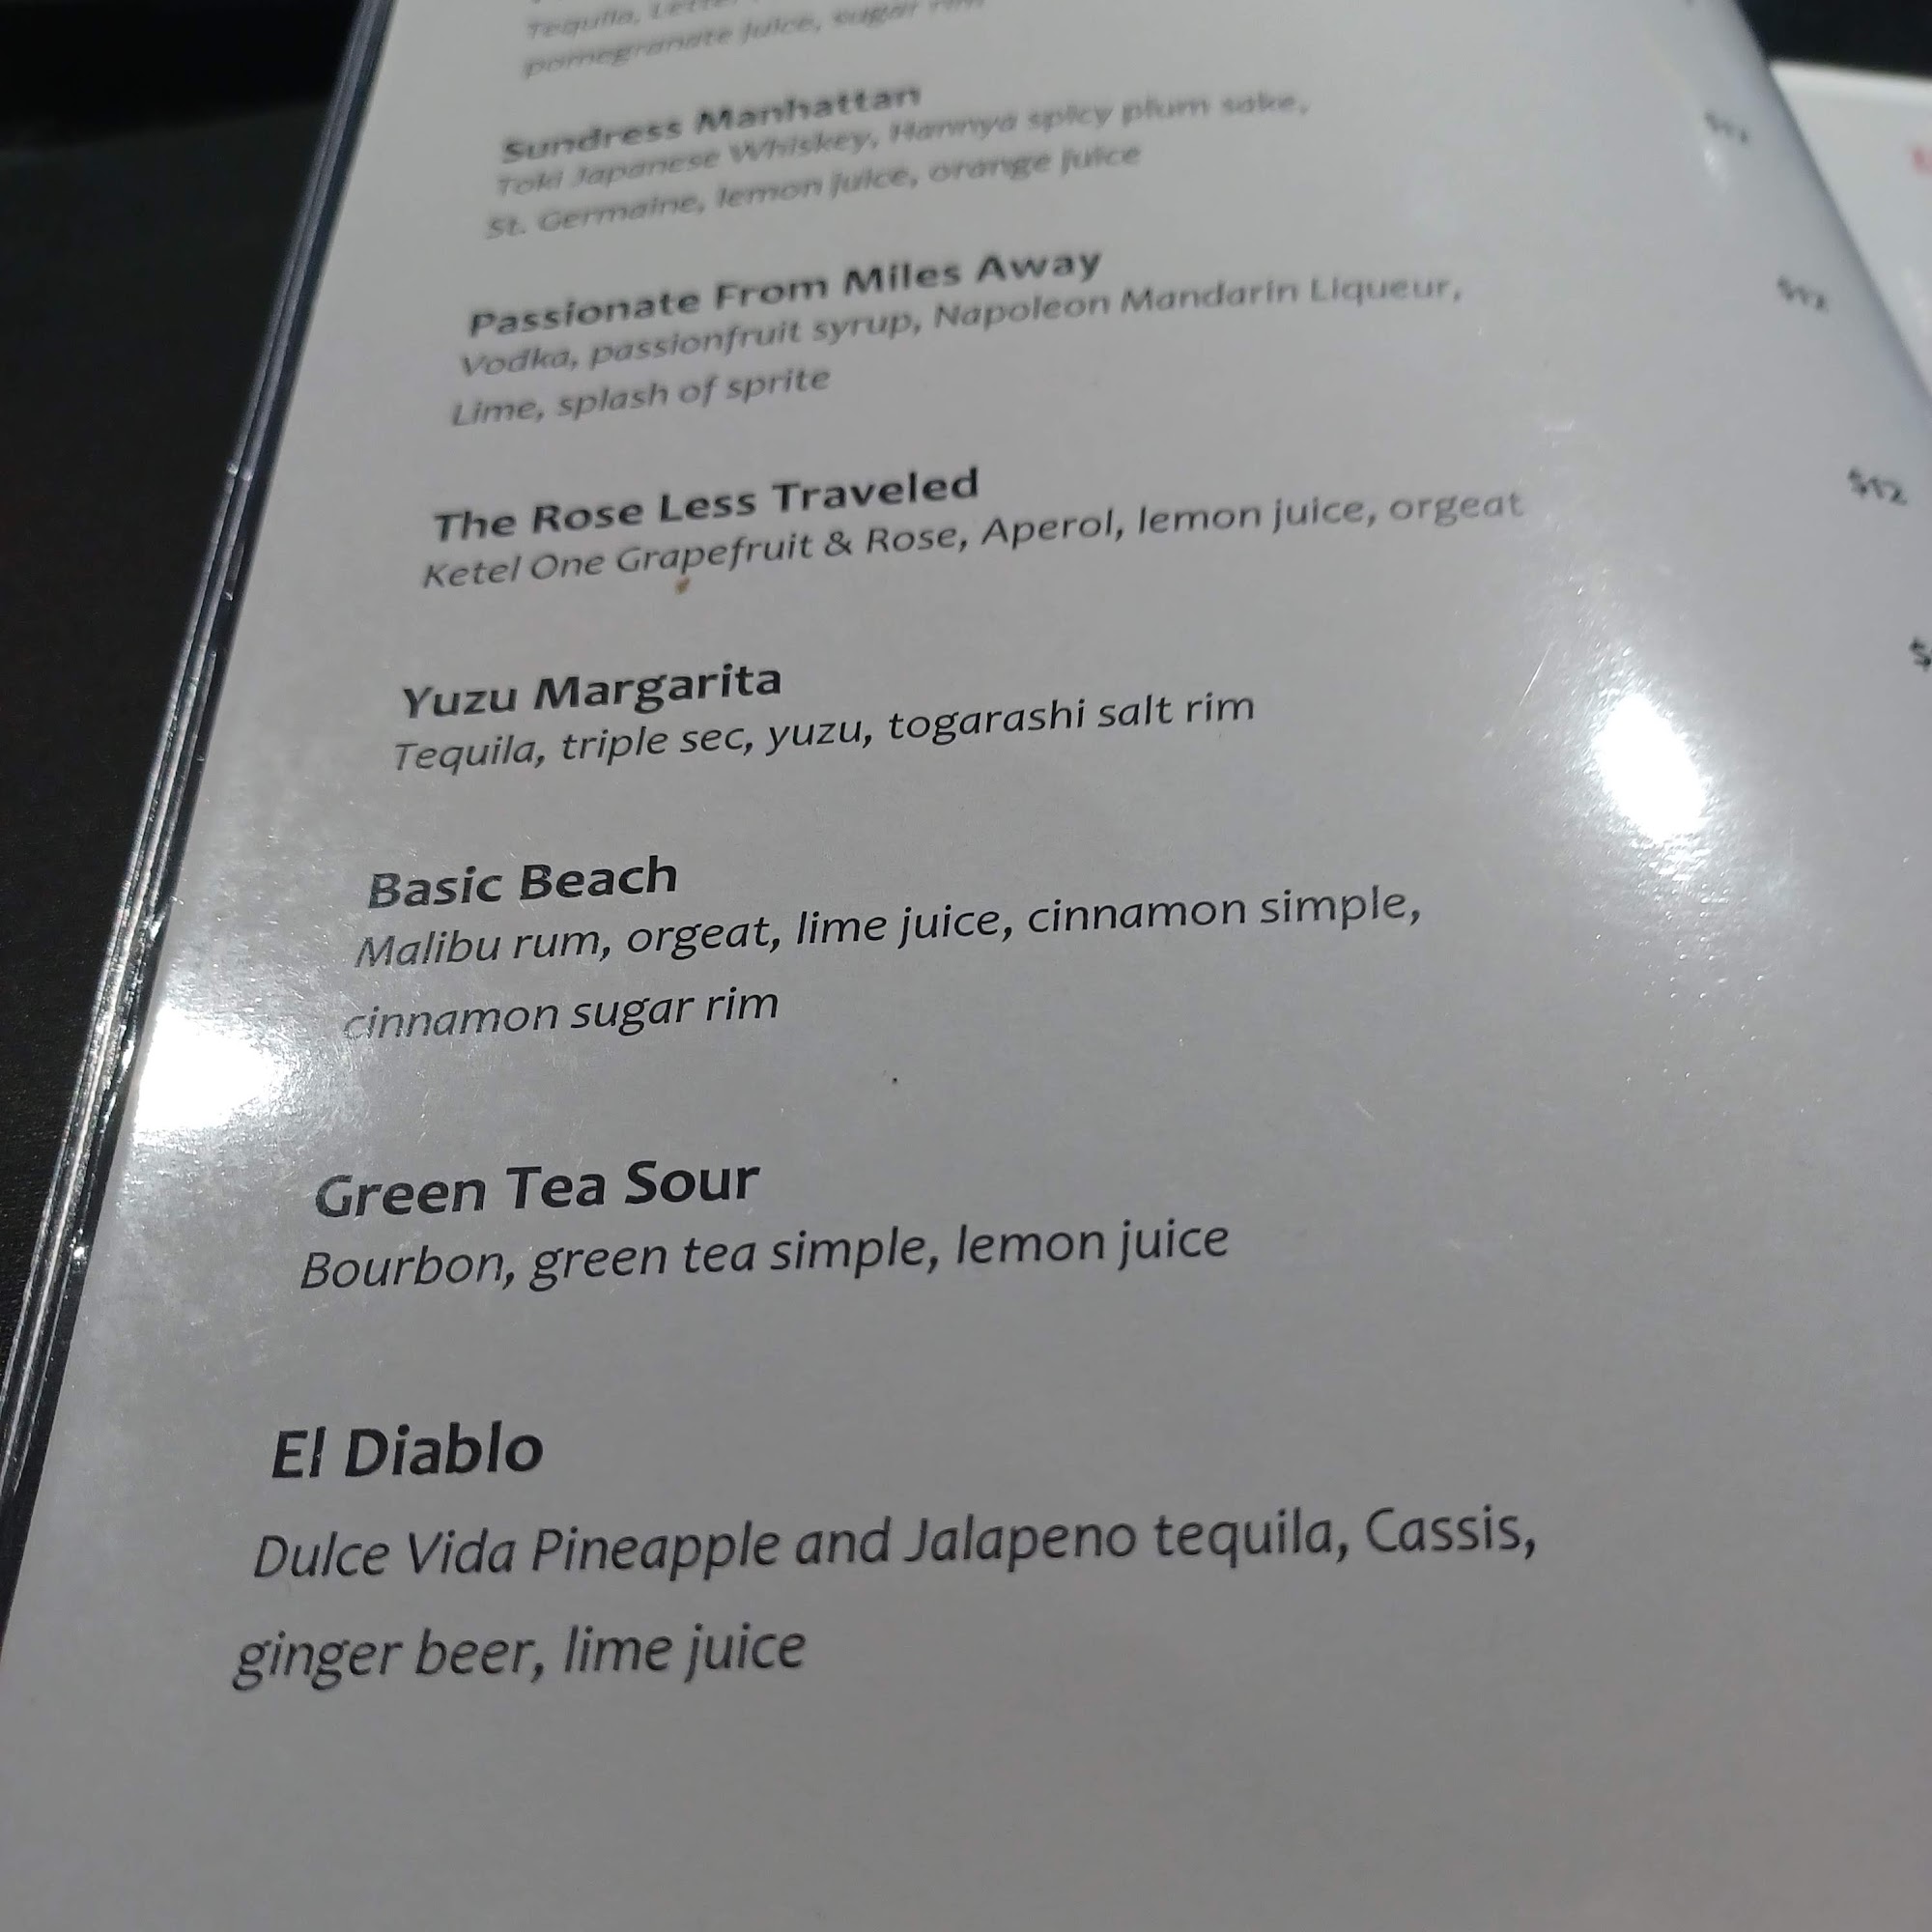 Tequila,
pomegranate juice, sugar rim
Sundress Manhattan
Toki Japanese Whiskey, Hannya spicy plum sake,
St. Germaine, lemon juice, orange juice
Passionate From Miles Away
$12
Vodka, passionfruit syrup, Napoleon Mandarin Liqueur,
Lime, splash of sprite
The Rose Less Traveled
$12
Ketel One Grapefruit & Rose, Aperol, lemon juice, orgeat
Yuzu Margarita
$
Tequila, triple sec, yuzu, togarashi salt rim
Basic Beach
Malibu rum, orgeat, lime juice, cinnamon simple,
cinnamon sugar rim
Green Tea Sour
Bourbon, green tea simple, lemon juice
El Diablo
Dulce Vida Pineapple and Jalapeno tequila, Cassis,
ginger beer, lime juice